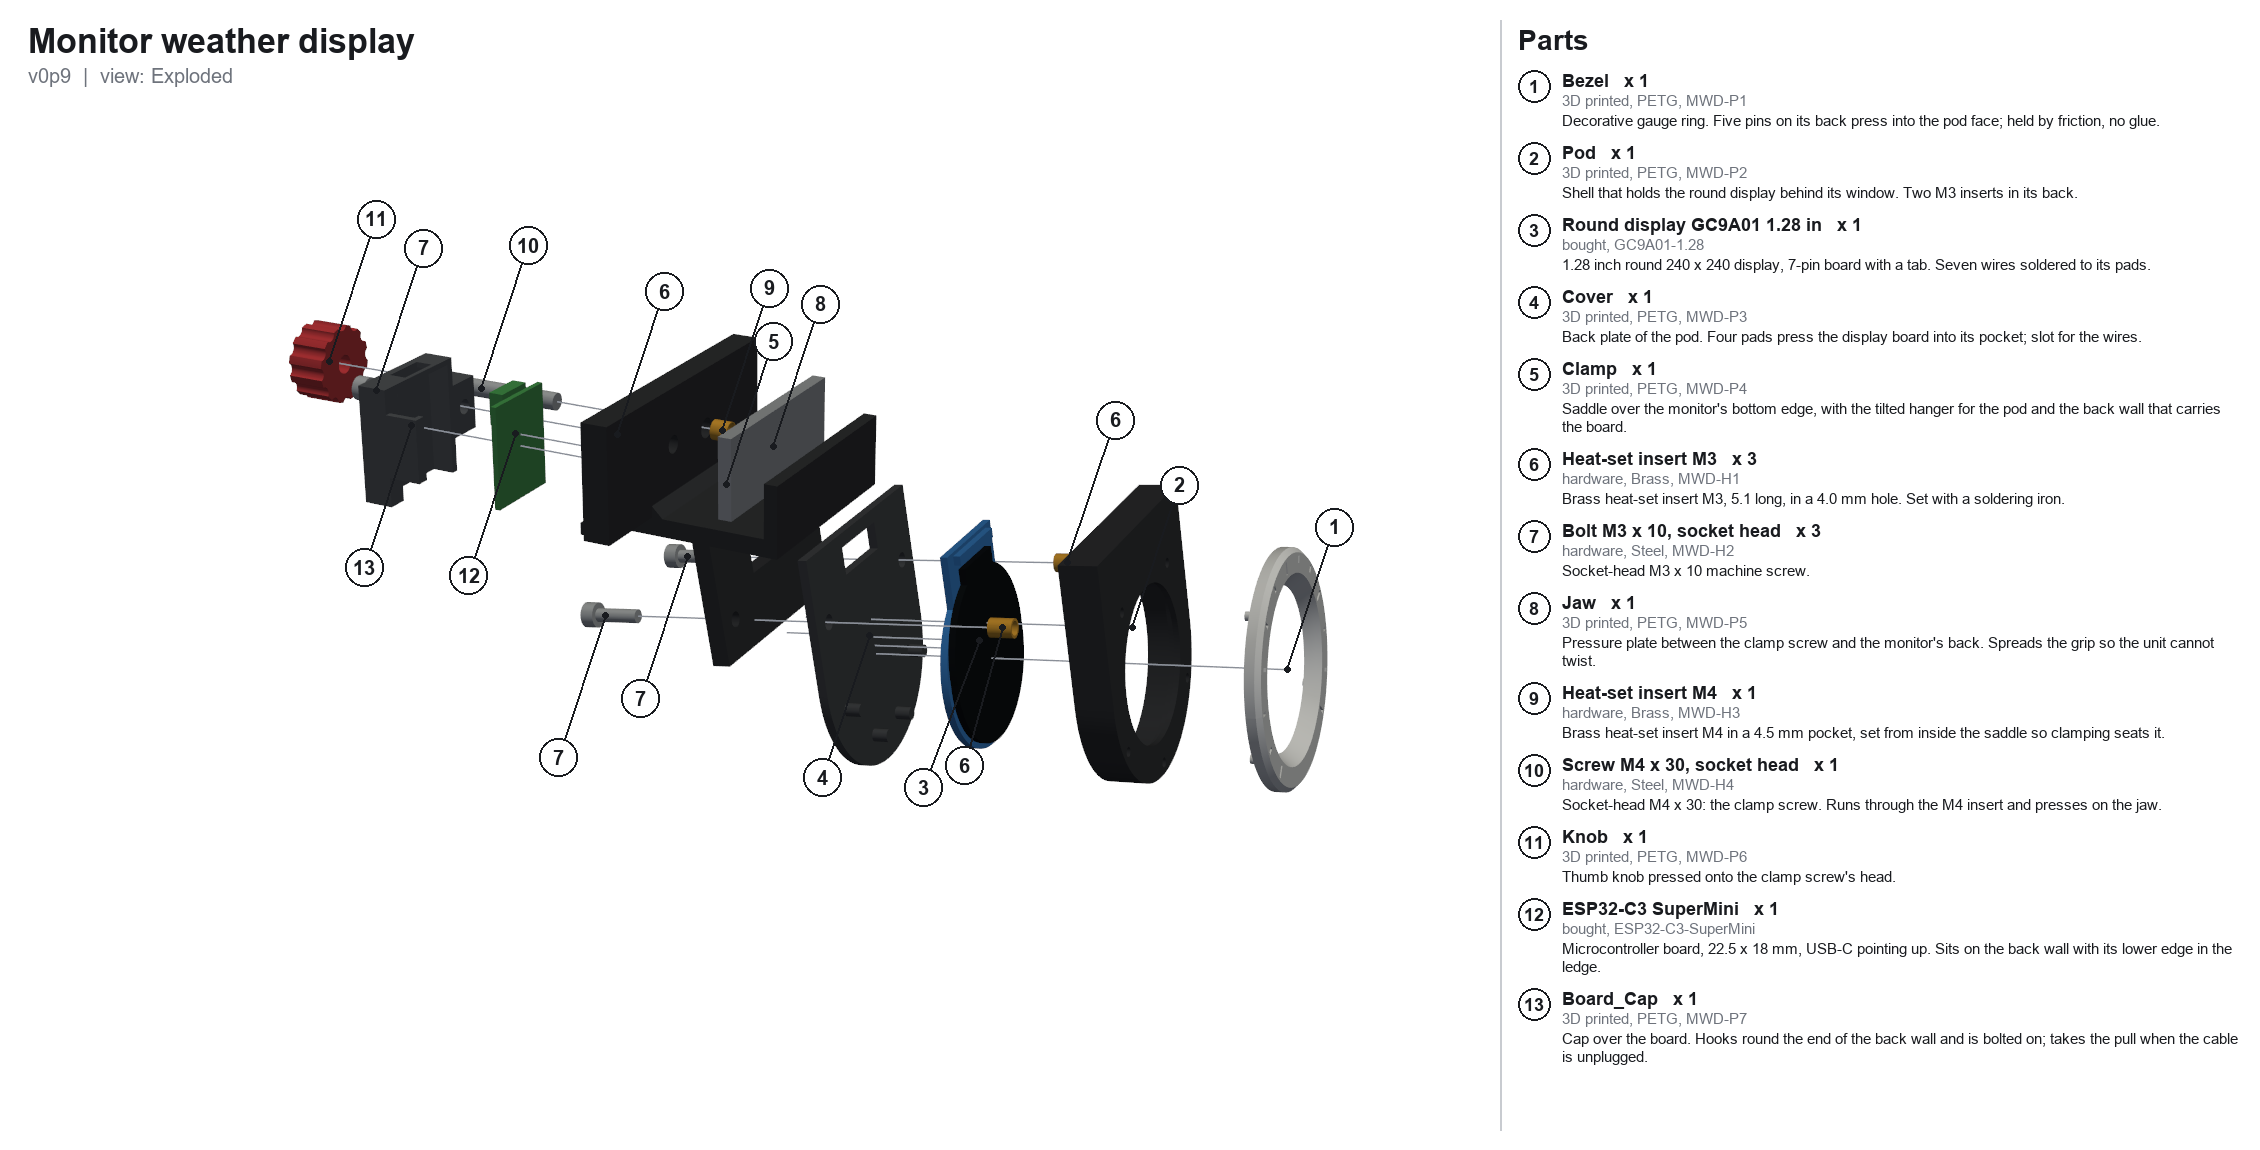 Monitor weather display
v0p9 | view: Exploded
11
7
10
6
9
8
5
6
2
1
13
12
7
7
4
3
6
Parts
1
Bezel x 1
3D printed, PETG, MWD-P1
Decorative gauge ring. Five pins on its back press into the pod face; held by friction, no glue.
2
Pod x 1
3D printed, PETG, MWD-P2
Shell that holds the round display behind its window. Two M3 inserts in its back.
3
Round display GC9A01 1.28 in x 1
bought, GC9A01-1.28
1.28 inch round 240 x 240 display, 7-pin board with a tab. Seven wires soldered to its pads.
4
Cover x 1
3D printed, PETG, MWD-P3
Back plate of the pod. Four pads press the display board into its pocket; slot for the wires.
5
Clamp x 1
3D printed, PETG, MWD-P4
Saddle over the monitor's bottom edge, with the tilted hanger for the pod and the back wall that carries
the board.
6
Heat-set insert M3 x 3
hardware, Brass, MWD-H1
Brass heat-set insert M3, 5.1 long, in a 4.0 mm hole. Set with a soldering iron.
7
Bolt M3 x 10, socket head x 3
hardware, Steel, MWD-H2
Socket-head M3 x 10 machine screw.
8
Jaw x 1
3D printed, PETG, MWD-P5
Pressure plate between the clamp screw and the monitor's back. Spreads the grip so the unit cannot
twist.
9
Heat-set insert M4 x 1
hardware, Brass, MWD-H3
Brass heat-set insert M4 in a 4.5 mm pocket, set from inside the saddle so clamping seats it.
10
Screw M4 x 30, socket head x 1
hardware, Steel, MWD-H4
Socket-head M4 x 30: the clamp screw. Runs through the M4 insert and presses on the jaw.
11
Knob x 1
3D printed, PETG, MWD-P6
Thumb knob pressed onto the clamp screw's head.
12
ESP32-C3 SuperMini x 1
bought, ESP32-C3-SuperMini
Microcontroller board, 22.5 x 18 mm, USB-C pointing up. Sits on the back wall with its lower edge in the
ledge.
13
Board_Cap x 1
3D printed, PETG, MWD-P7
Cap over the board. Hooks round the end of the back wall and is bolted on; takes the pull when the cable
is unplugged.